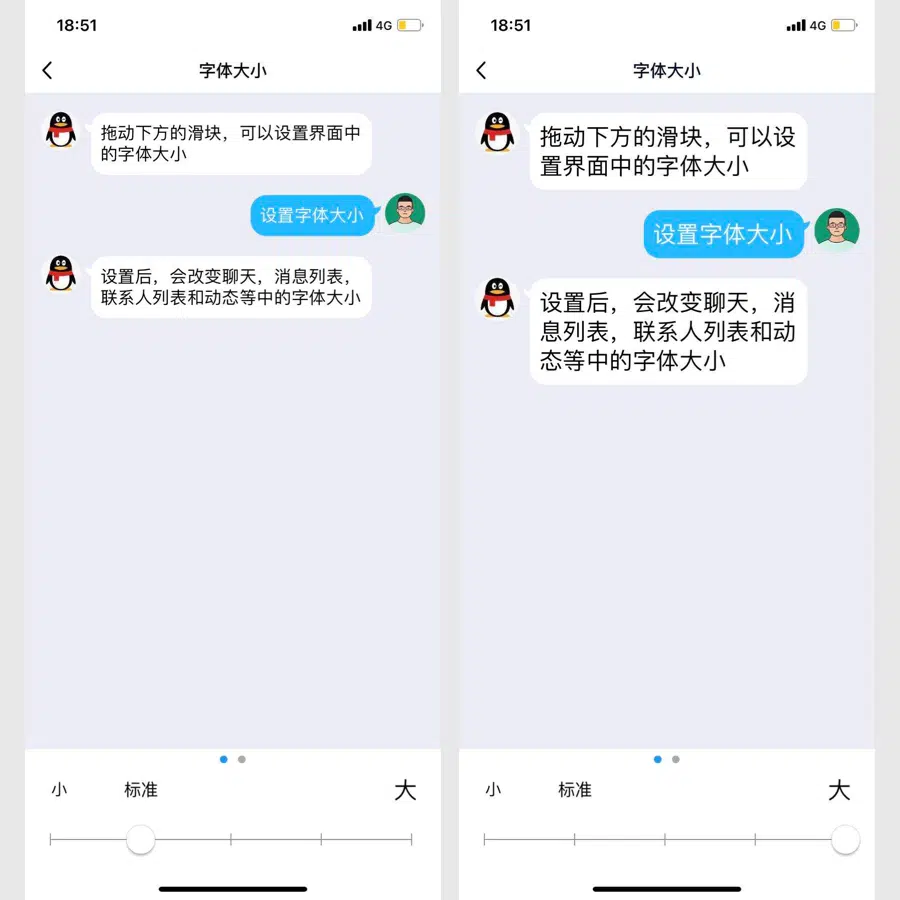 18:51
4G
字体大小
拖动下方的滑块，可以设置界面中
的字体大小
设置字体大小
设置后，会改变聊天，消息列表，
联系人列表和动态等中的字体大小
小
标准
大
18:51
4G
字体大小
拖动下方的滑块，可以设
置界面中的字体大小
设置字体大小
设置后，会改变聊天，消
息列表，联系人列表和动
态等中的字体大小
小
标准
大